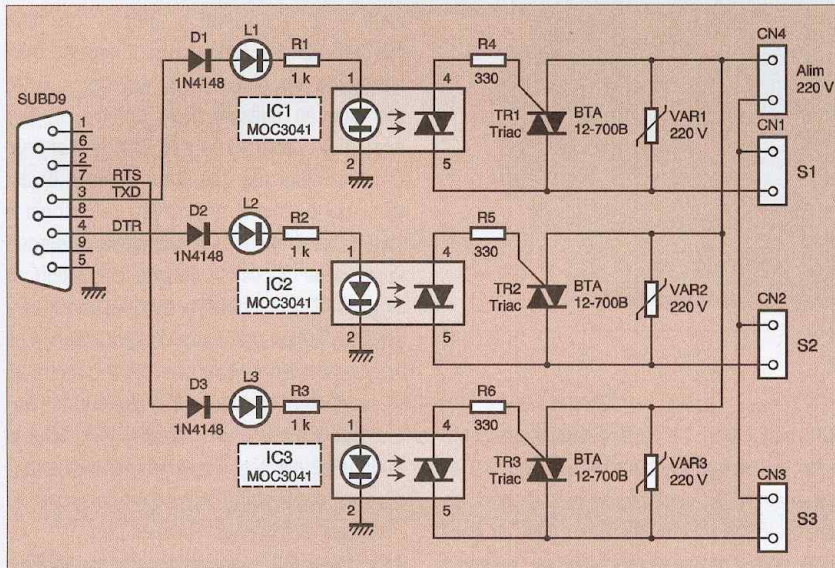 SUBD9
1
6
2
7
3
8
4
9
5
RTS
TXD
DTR
D1
1N4148
L1
R1
1 k
IC1
MOC3041
1
2
4
5
R4
330
TR1
Triac
BTA
12-700B
VAR1
220 V
CN4
Alim
220 V
CN1
S1
D2
1N4148
L2
R2
1 k
IC2
MOC3041
1
2
4
5
R5
330
TR2
Triac
BTA
12-700B
VAR2
220 V
CN2
S2
D3
1N4148
L3
R3
1 k
IC3
MOC3041
1
2
4
5
R6
330
TR3
Triac
BTA
12-700B
VAR3
220 V
CN3
S3